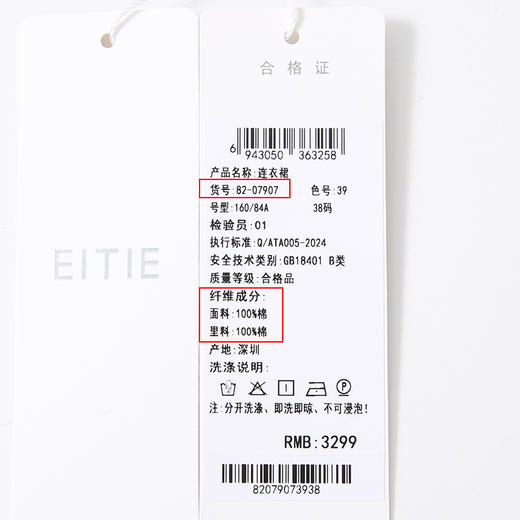 EITIE
合格证
6 943050 363258
产品名称:连衣裙
货号:82-07907 色号:39
号型:160/84A 38码
检验员:01
执行标准:Q/ATA005-2024
安全技术类别:GB18401 B类
质量等级:合格品
纤维成分:
面料:100%棉
里料:100%棉
产地:深圳
洗涤说明:
注:分开洗涤、即洗即晾、不可浸泡!
RMB:3299
82079073938